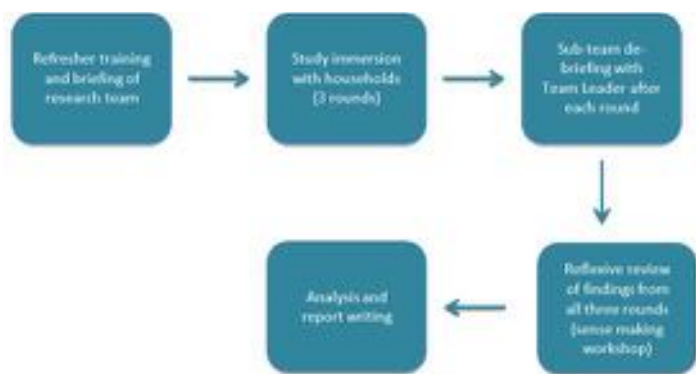 Refresher training
and briefing of
research team
Study immersion
with households
(3 rounds)
Sub-team de-
briefing with
Team Leader after
each round
Reflexive review
of findings from
all three rounds
(sense making
workshop)
Analysis and
report writing